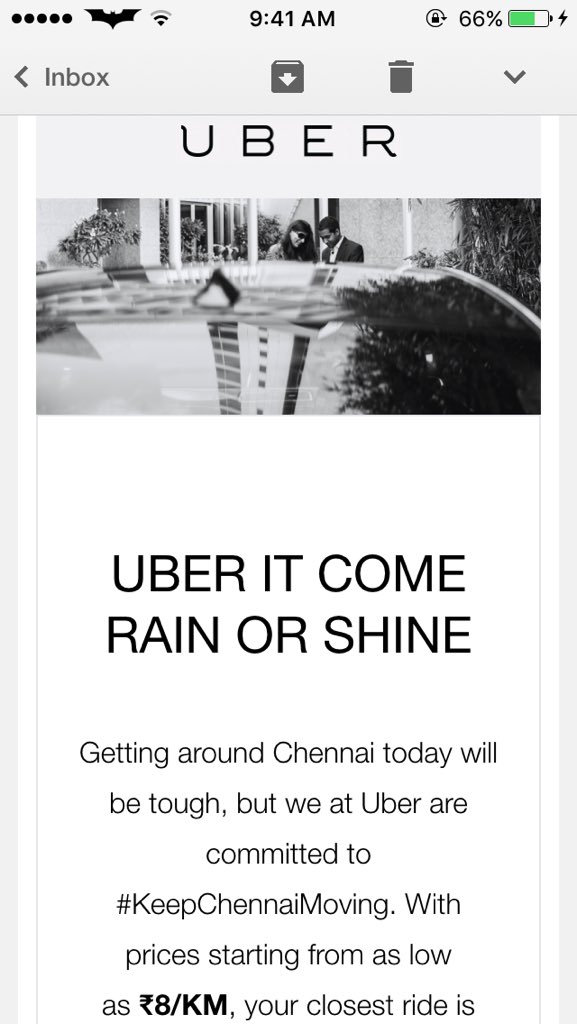 9:41 AM
66%
Inbox
UBER
UBER IT COME
RAIN OR SHINE
Getting around Chennai today will
be tough, but we at Uber are
committed to
#KeepChennaiMoving. With
prices starting from as low
as ₹8/KM, your closest ride is